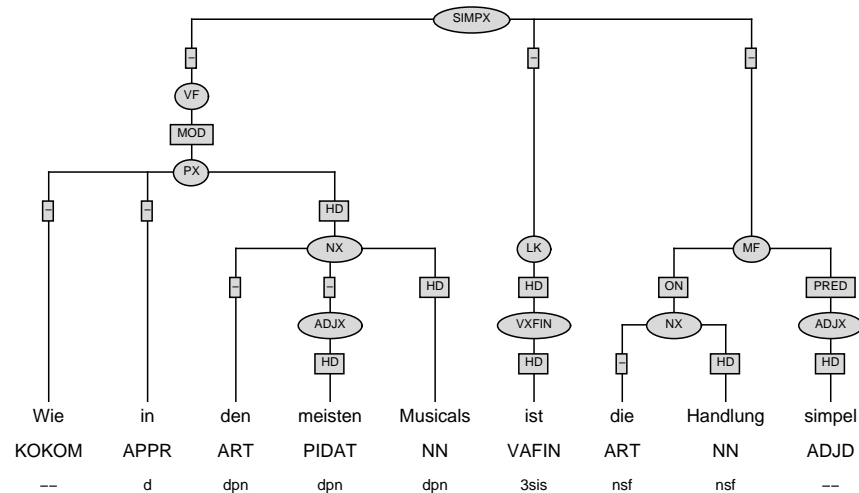 SIMPX
– – –
VF
MOD
PX
– – HD
NX LK MF
– – HD HD ON PRED
ADJX VXFIN NX ADJX
HD HD – HD HD
Wie in den meisten Musicals ist die Handlung simpel
KOKOM APPR ART PIDAT NN VAFIN ART NN ADJD
–– d dpn dpn dpn 3sis nsf nsf ––